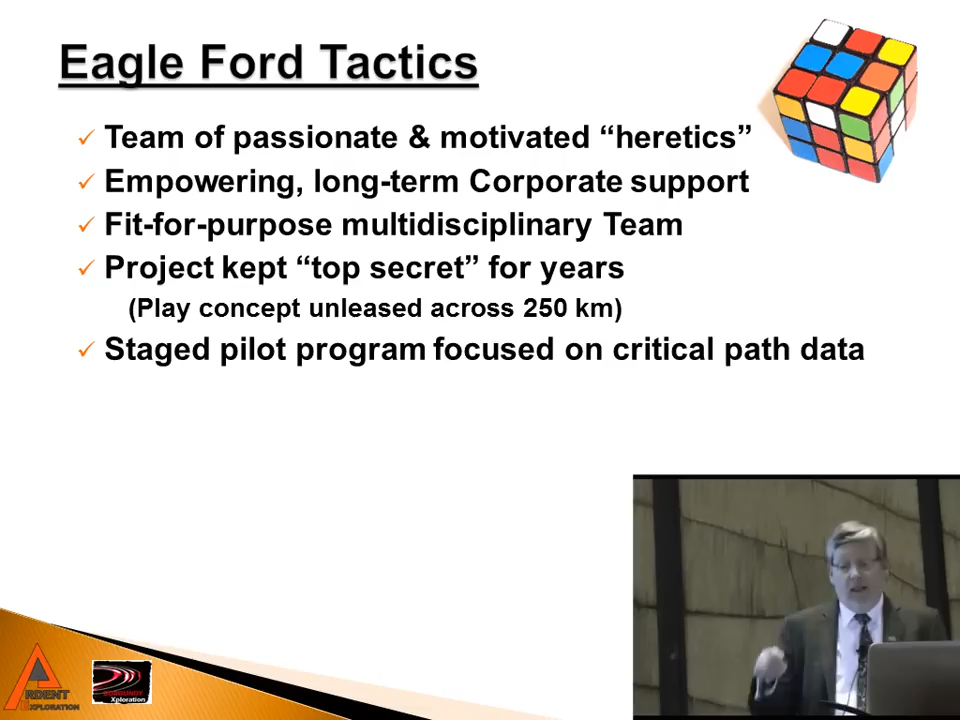 Eagle Ford Tactics
Team of passionate & motivated “heretics”
Empowering, long-term Corporate support
Fit-for-purpose multidisciplinary Team
Project kept “top secret” for years
(Play concept unleased across 250 km)
Staged pilot program focused on critical path data
ARDENT
EXPLORATION
BURGUNDY
Xploration